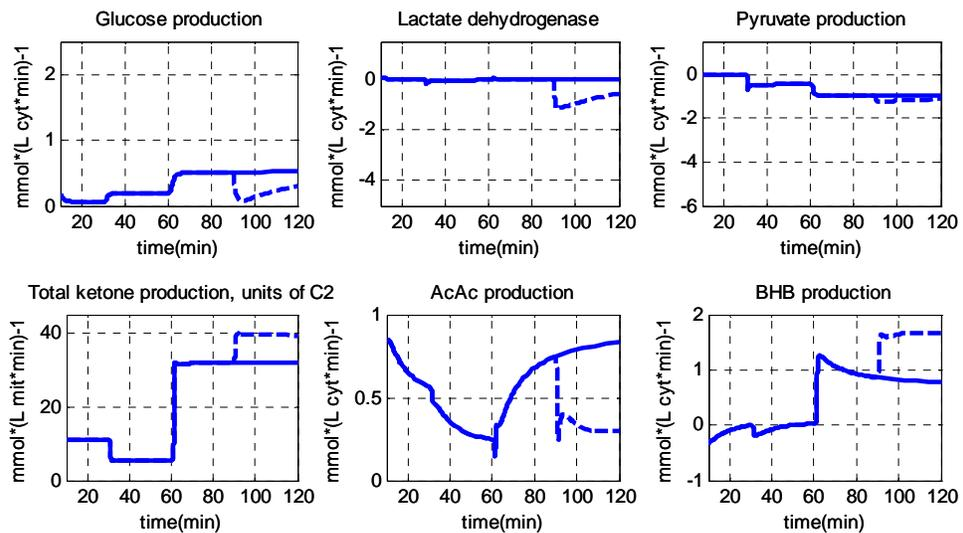 Glucose production
mmol*(L cyt*min)-1
2
1
0
20 40 60 80 100 120
time(min)
Lactate dehydrogenase
mmol*(L cyt*min)-1
0
-2
-4
20 40 60 80 100 120
time(min)
Pyruvate production
mmol*(L cyt*min)-1
0
-2
-4
-6
20 40 60 80 100 120
time(min)
Total ketone production, units of C2
mmol*(L mit*min)-1
40
20
0
20 40 60 80 100 120
time(min)
AcAc production
mmol*(L cyt*min)-1
1
0.5
0
20 40 60 80 100 120
time(min)
BHB production
mmol*(L cyt*min)-1
2
1
0
-1
20 40 60 80 100 120
time(min)